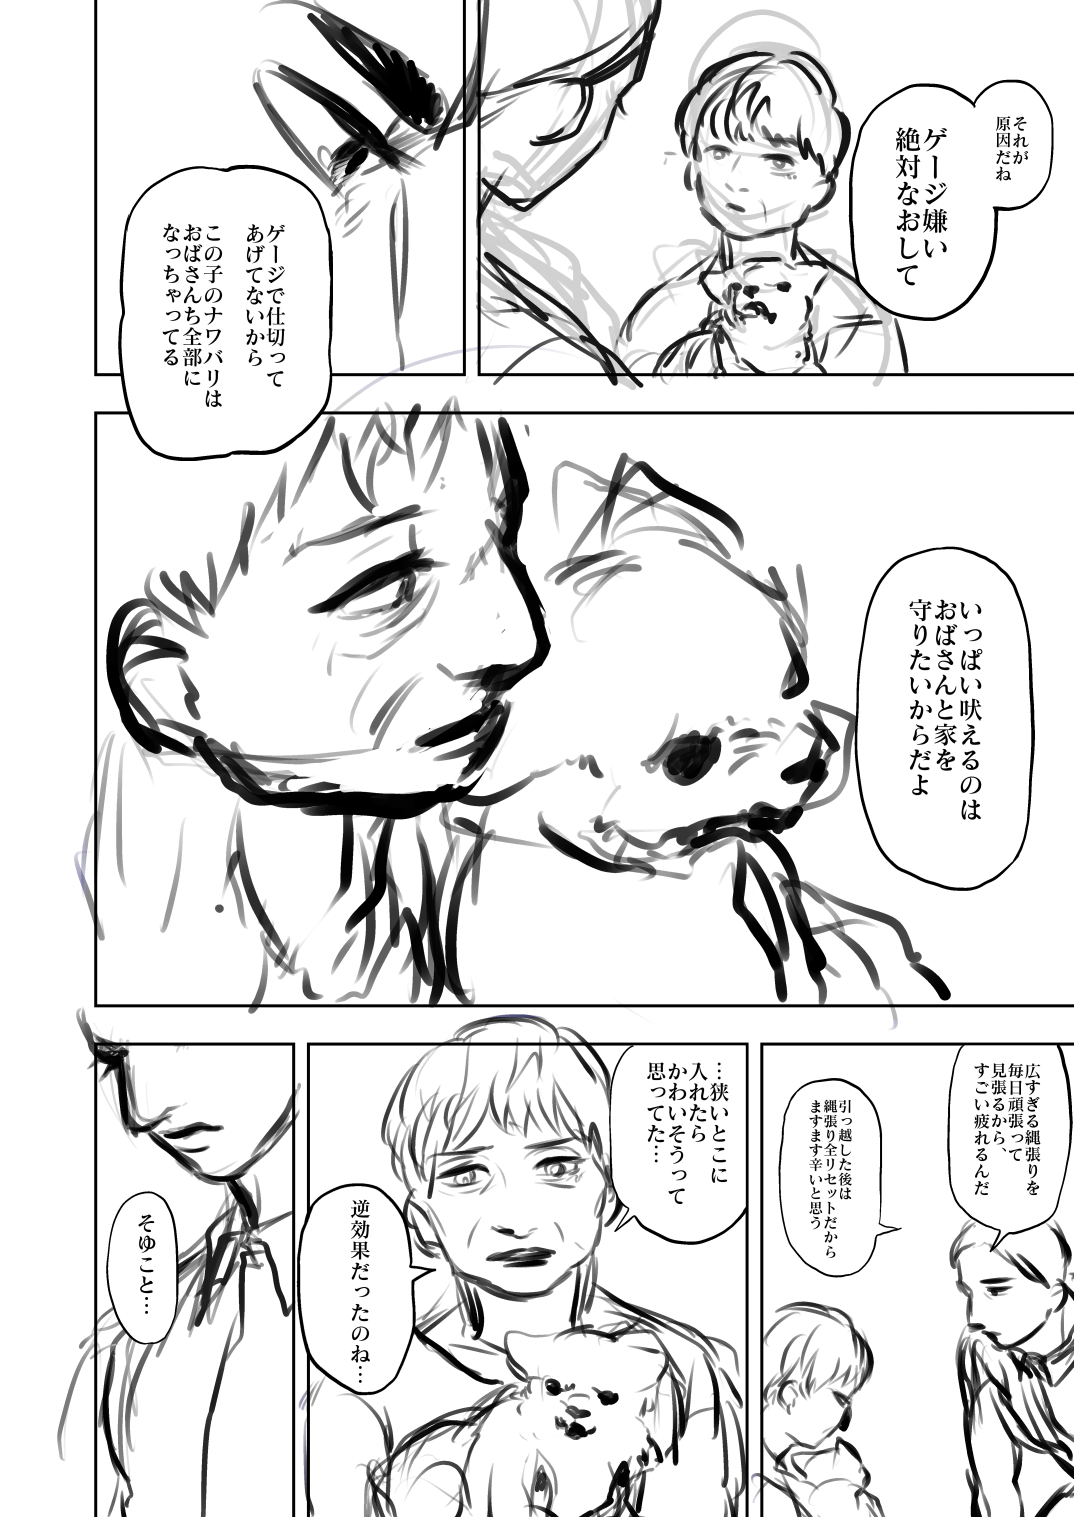 それが
原因だね
ゲージ嫌い
絶対なおして
ゲージで仕切って
あげてないから
この子のナワバリは
おばさんち全部に
なっちゃってる
いっぱい吠えるのは
おばさんと家を
守りたいからだよ
広すぎる縄張りを
毎日頑張って
見張るから、
すごい疲れるんだ
引っ越した後は
縄張り全リセットだから
ますます辛いと思う
…狭いとこに
入れたら
かわいそうって
思ってた…
逆効果だったのね…
そゆこと…